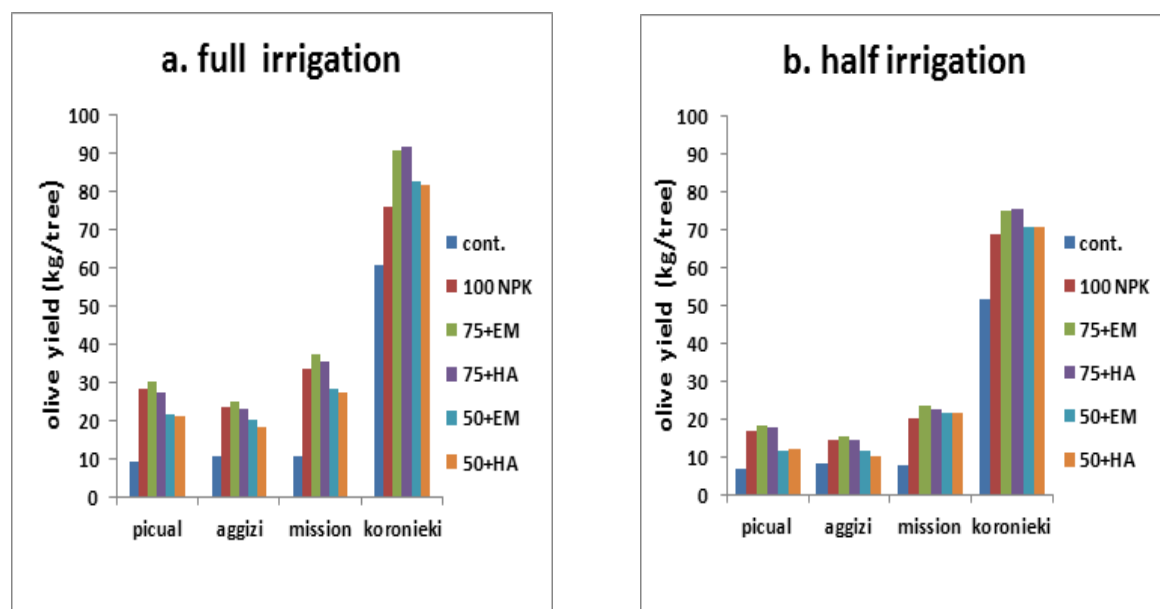 a. full irrigation
olive yield (kg/tree)
100
90
80
70
60
50
40
30
20
10
0
picual aggizi mission koronieki
cont.
100 NPK
75+EM
75+HA
50+EM
50+HA
b. half irrigation
olive yield (kg/tree)
100
90
80
70
60
50
40
30
20
10
0
picual aggizi mission koronieki
cont.
100 NPK
75+EM
75+HA
50+EM
50+HA